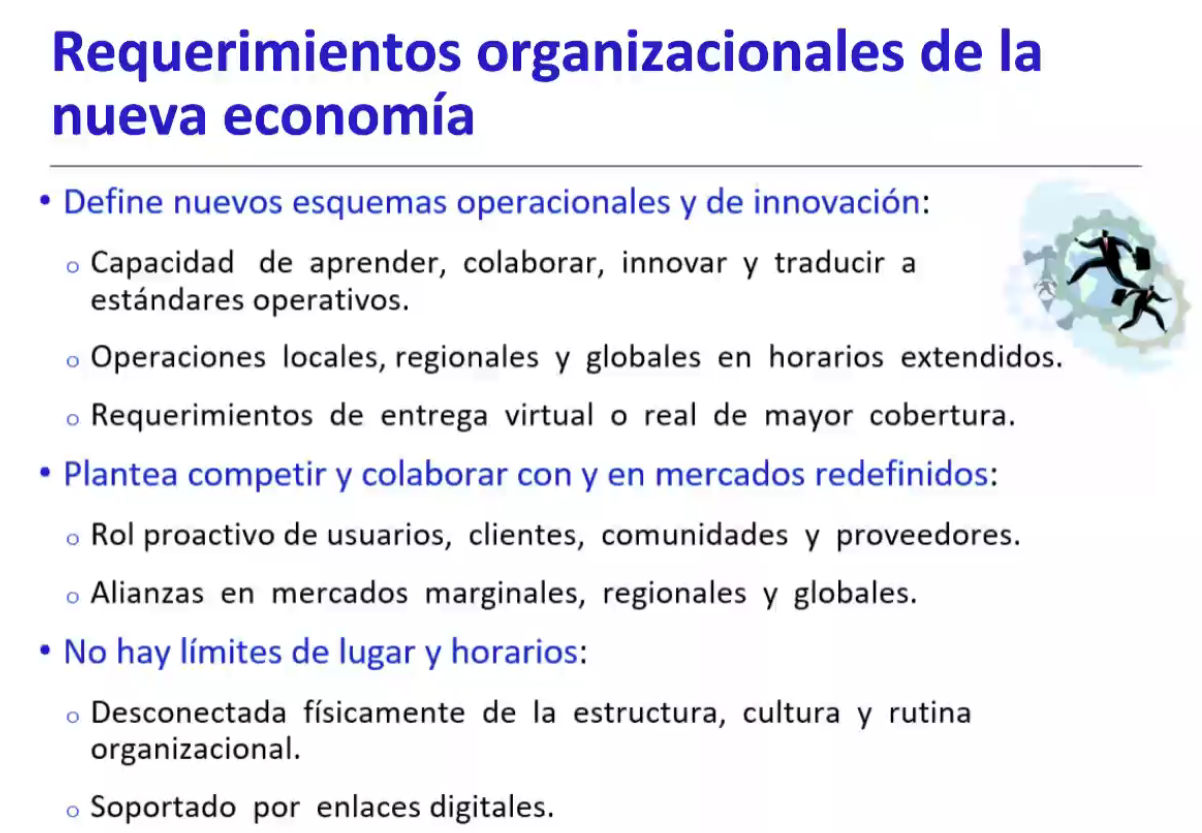 Requerimientos organizacionales de la
nueva economía
• Define nuevos esquemas operacionales y de innovación:
o Capacidad de aprender, colaborar, innovar y traducir a
estándares operativos.
o Operaciones locales, regionales y globales en horarios extendidos.
o Requerimientos de entrega virtual o real de mayor cobertura.
• Plantea competir y colaborar con y en mercados redefinidos:
o Rol proactivo de usuarios, clientes, comunidades y proveedores.
o Alianzas en mercados marginales, regionales y globales.
• No hay límites de lugar y horarios:
o Desconectada físicamente de la estructura, cultura y rutina
organizacional.
o Soportado por enlaces digitales.